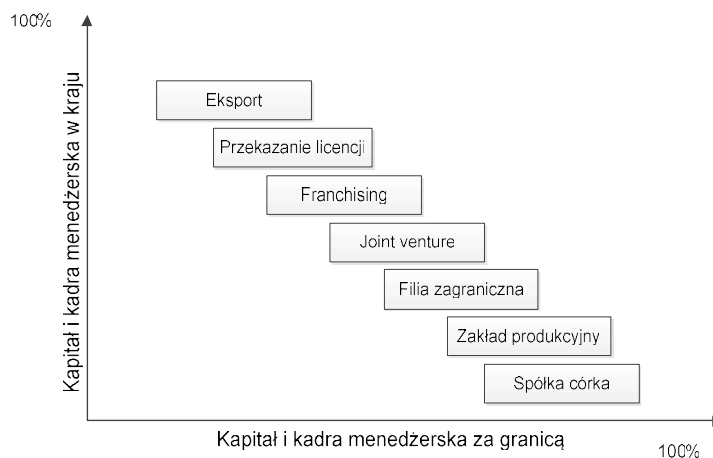 100%
Kapitał i kadra menedżerska w kraju
Eksport
Przekazanie licencji
Franchising
Joint venture
Filia zagraniczna
Zakład produkcyjny
Spółka córka
Kapitał i kadra menedżerska za granicą
100%